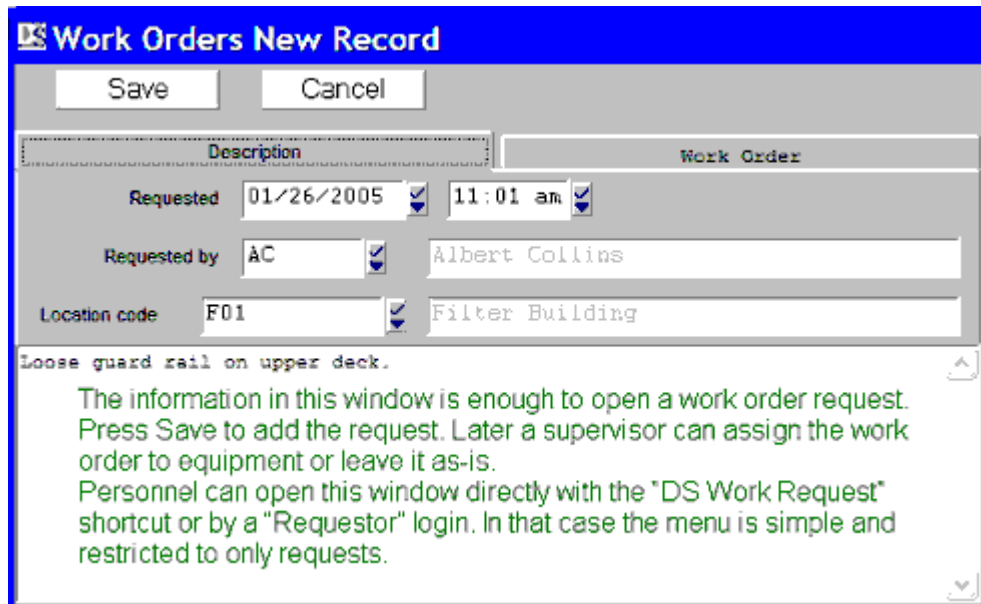 DS Work Orders New Record
Save Cancel
Description Work Order
Requested 01/26/2005 11:01 am
Requested by AC Albert Collins
Location code F01 Filter Building
Loose guard rail on upper deck.
The information in this window is enough to open a work order request.
Press Save to add the request. Later a supervisor can assign the work
order to equipment or leave it as-is.
Personnel can open this window directly with the "DS Work Request"
shortcut or by a "Requestor" login. In that case the menu is simple and
restricted to only requests.